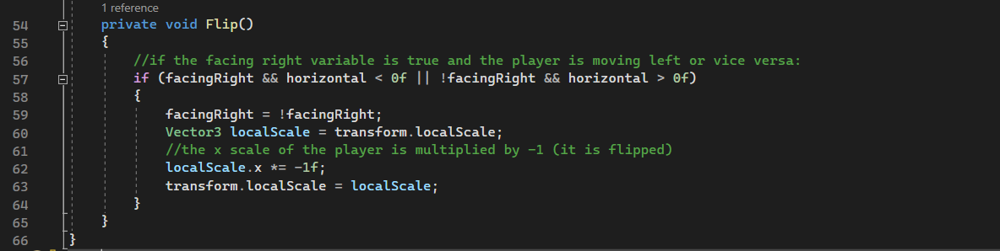 1 reference
54 private void Flip()
55 {
56 //if the facing right variable is true and the player is moving left or vice versa:
57 if (facingRight && horizontal < 0f || !facingRight && horizontal > 0f)
58 {
59 facingRight = !facingRight;
60 Vector3 localScale = transform.localScale;
61 //the x scale of the player is multiplied by -1 (it is flipped)
62 localScale.x *= -1f;
63 transform.localScale = localScale;
64 }
65 }
66 }